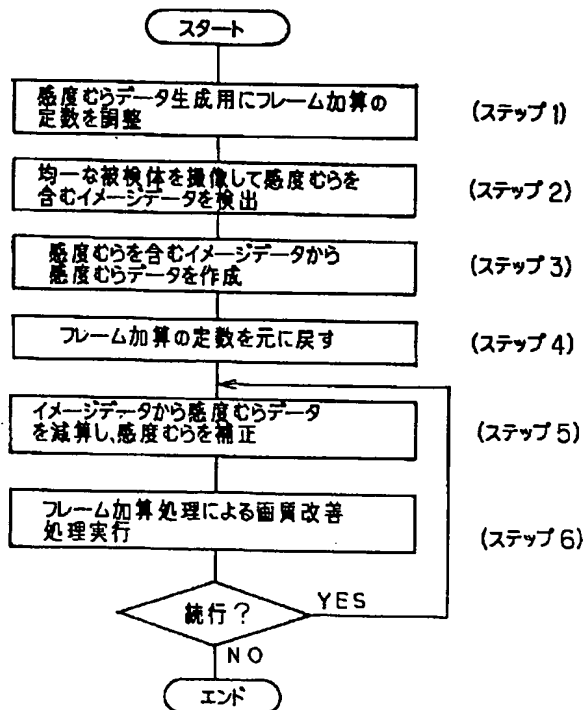 スタート
感度むらデータ生成用にフレーム加算の
定数を調整
(ステップ1)
均一な被検体を撮像して感度むらを
含むイメージデータを検出
(ステップ2)
感度むらを含むイメージデータから
感度むらデータを作成
(ステップ3)
フレーム加算の定数を元に戻す
(ステップ4)
イメージデータから感度むらデータ
を減算し、感度むらを補正
(ステップ5)
フレーム加算処理による画質改善
処理実行
(ステップ6)
続行?
YES
NO
エンド